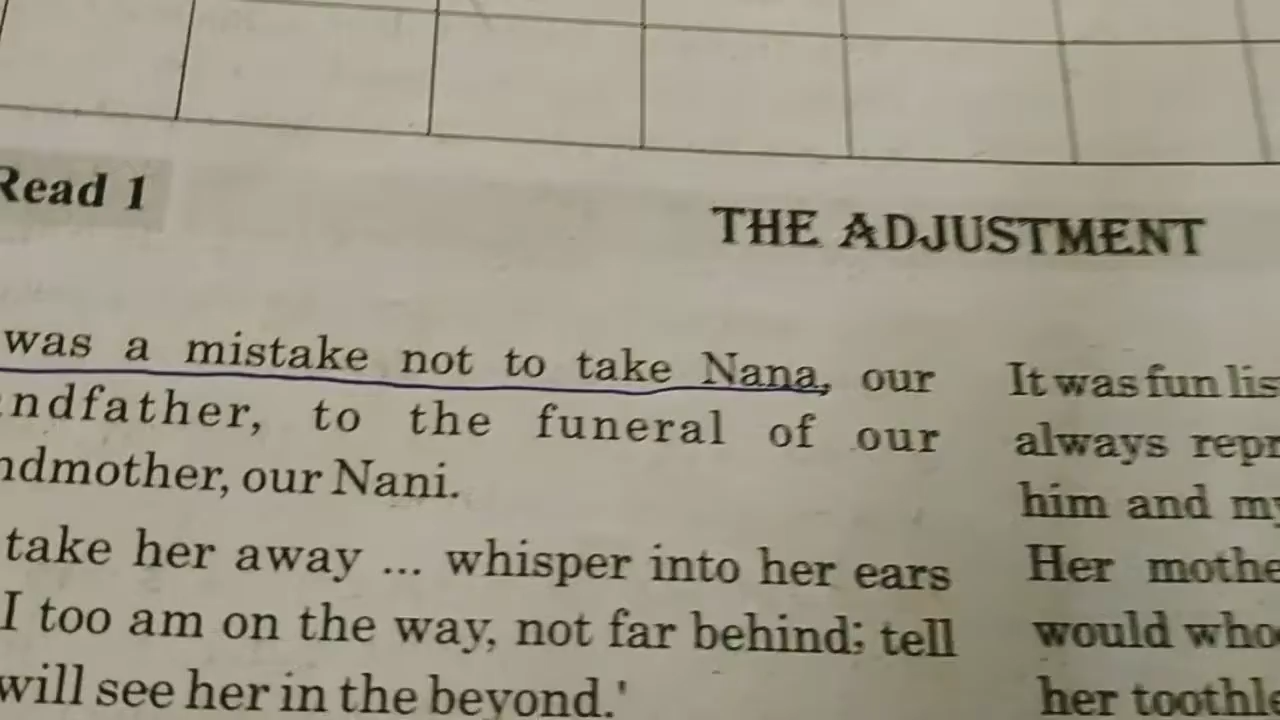 Read 1
THE ADJUSTMENT
was a mistake not to take Nana, our
ndfather, to the funeral of our
ndmother, our Nani.
take her away ... whisper into her ears
I too am on the way, not far behind; tell
will see her in the beyond.'
It was fun lis
always repr
him and my
Her mothe
would who
her toothle